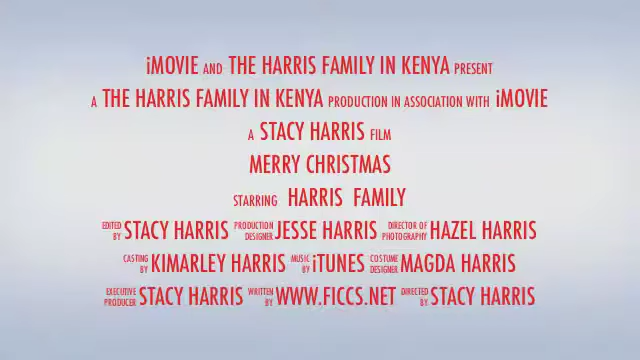 iMOVIE AND THE HARRIS FAMILY IN KENYA PRESENT
A THE HARRIS FAMILY IN KENYA PRODUCTION IN ASSOCIATION WITH iMOVIE
A STACY HARRIS FILM
MERRY CHRISTMAS
STARRING HARRIS FAMILY
EDITED BY STACY HARRIS PRODUCTION DESIGNER JESSE HARRIS DIRECTOR OF PHOTOGRAPHY HAZEL HARRIS
CASTING BY KIMARLEY HARRIS MUSIC BY iTUNES COSTUME DESIGNER MAGDA HARRIS
EXECUTIVE PRODUCER STACY HARRIS WRITTEN BY WWW.FICCS.NET DIRECTED BY STACY HARRIS